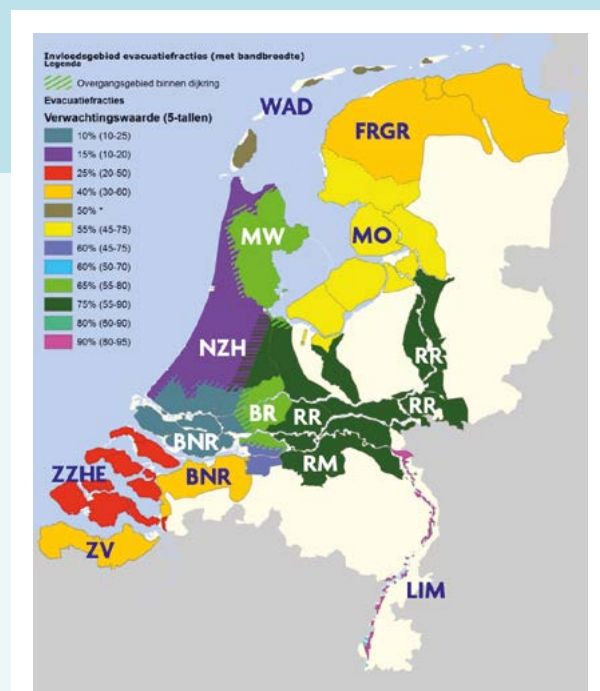 Invloedsgebied evacuatiefracties (met bandbreedte)
Legenda
Overgangsgebied binnen dijkring
Evacuatiefracties
Verwachtingswaarde (5-tallen)
10% (10-25)
15% (10-20)
25% (20-50)
40% (30-60)
50% *
55% (45-75)
60% (45-75)
60% (50-70)
65% (55-80)
75% (55-90)
80% (60-90)
90% (80-95)
WAD
FRGR
MW
MO
NZH
RR
BR
RR
RR
BNR
RM
ZZHE
BNR
ZV
LIM